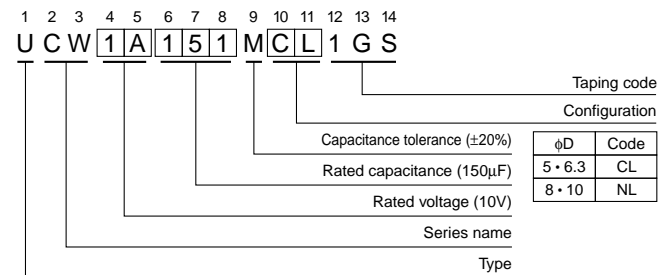 1 2 3 4 5 6 7 8 9 10 11 12 13 14
U C W 1 A 1 5 1 M C L 1 G S
Taping code
Configuration
Capacitance tolerance (±20%)
Rated capacitance (150µF)
Rated voltage (10V)
Series name
Type
ϕD Code
5 • 6.3 CL
8 • 10 NL